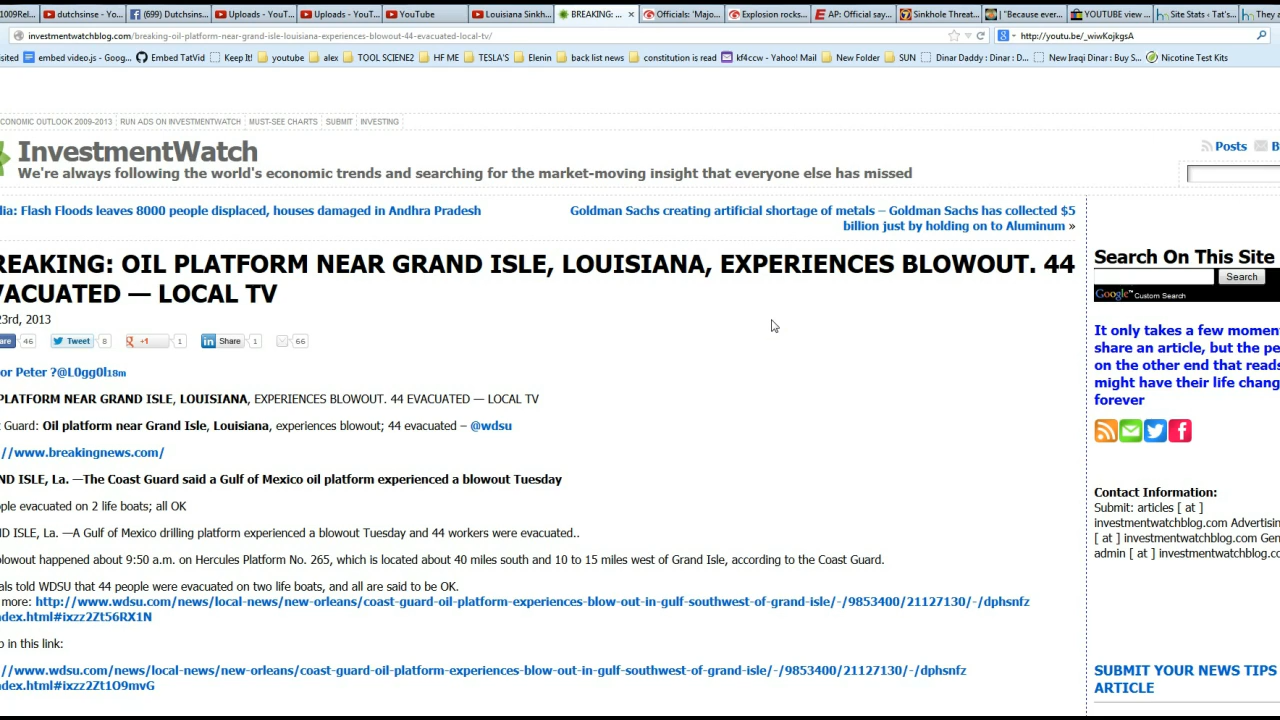 1009Rel... dutchsinse - Yo... (699) Dutchsins... Uploads - YouT... Uploads - YouT... YouTube Louisiana Sinkh... BREAKING: ... × Officials: 'Majo... Explosion rocks... AP: Official say... Sinkhole Threat... | "Because ever... YOUTUBE view ... Site Stats ‹ Tat's... They
investmentwatchblog.com/breaking-oil-platform-near-grand-isle-louisiana-experiences-blowout-44-evacuated-local-tv/ http://youtu.be/_wiwKojkgsA
isited embed video.js - Goog... Embed TatVid Keep It! youtube alex TOOL SCIENE2 HF ME TESLA'S Elenin back list news constitution is read kf4ccw - Yahoo! Mail New Folder SUN Dinar Daddy : Dinar : D... New Iraqi Dinar : Buy S... Nicotine Test Kits
CONOMIC OUTLOOK 2009-2013 RUN ADS ON INVESTMENTWATCH MUST-SEE CHARTS SUBMIT INVESTING
InvestmentWatch
We're always following the world's economic trends and searching for the market-moving insight that everyone else has missed
Posts B
dia: Flash Floods leaves 8000 people displaced, houses damaged in Andhra Pradesh
Goldman Sachs creating artificial shortage of metals – Goldman Sachs has collected $5
billion just by holding on to Aluminum »
REAKING: OIL PLATFORM NEAR GRAND ISLE, LOUISIANA, EXPERIENCES BLOWOUT. 44
VACUATED — LOCAL TV
23rd, 2013
are 46 Tweet 8 +1 1 Share 1 66
or Peter ?@L0gg0l18m
PLATFORM NEAR GRAND ISLE, LOUISIANA, EXPERIENCES BLOWOUT. 44 EVACUATED — LOCAL TV
t Guard: Oil platform near Grand Isle, Louisiana, experiences blowout; 44 evacuated – @wdsu
//www.breakingnews.com/
ND ISLE, La. —The Coast Guard said a Gulf of Mexico oil platform experienced a blowout Tuesday
ople evacuated on 2 life boats; all OK
ND ISLE, La. —A Gulf of Mexico drilling platform experienced a blowout Tuesday and 44 workers were evacuated..
blowout happened about 9:50 a.m. on Hercules Platform No. 265, which is located about 40 miles south and 10 to 15 miles west of Grand Isle, according to the Coast Guard.
als told WDSU that 44 people were evacuated on two life boats, and all are said to be OK.
more: http://www.wdsu.com/news/local-news/new-orleans/coast-guard-oil-platform-experiences-blow-out-in-gulf-southwest-of-grand-isle/-/9853400/21127130/-/dphsnfz
ndex.html#ixzz2Zt56RX1N
o in this link:
//www.wdsu.com/news/local-news/new-orleans/coast-guard-oil-platform-experiences-blow-out-in-gulf-southwest-of-grand-isle/-/9853400/21127130/-/dphsnfz
ndex.html#ixzz2Zt1O9mvG
Search On This Site
Search
Google™ Custom Search
It only takes a few momen
share an article, but the pe
on the other end that reads
might have their life chang
forever
Contact Information:
Submit: articles [ at ]
investmentwatchblog.com Advertisin
[ at ] investmentwatchblog.com Gen
admin [ at ] investmentwatchblog.co
SUBMIT YOUR NEWS TIPS
ARTICLE